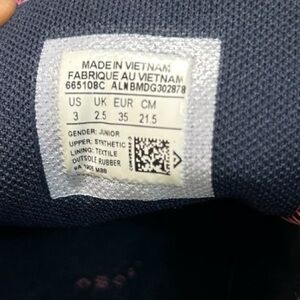 MADE IN VIETNAM
FABRIQUE AU VIETNAM
665108C ALNBMDG302878
US UK EUR CM
3 2.5 35 21.5
GENDER: JUNIOR
UPPER: SYNTHETIC
LINING: TEXTILE
OUTSOLE RUBBER